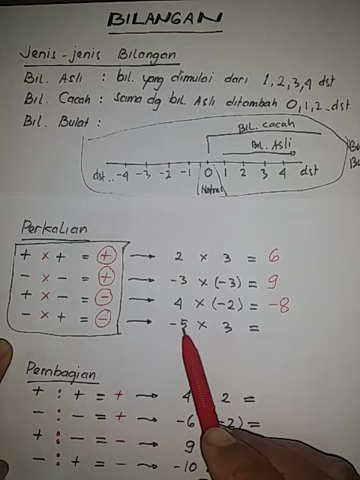 BILANGAN
Jenis-jenis Bilangan
Bil. Asli : bil. yang dimulai dari 1,2,3,4 dst
Bil. Cacah : sama dg bil. Asli ditambah 0,1,2..dst
Bil. Bulat :
Bil. cacah
Bil. Asli
dst... -4 -3 -2 -1 0 1 2 3 4 dst
Netral
Perkalian
+ × + = + → 2 × 3 = 6
- × - = + → -3 × (-3) = 9
+ × - = - → 4 × (-2) = -8
- × + = - → -5 × 3 =
Pembagian
+ : + = + → 4 2 =
- : - = + → -6 -2) =
+ : - = - → 9
- : + = - → -10